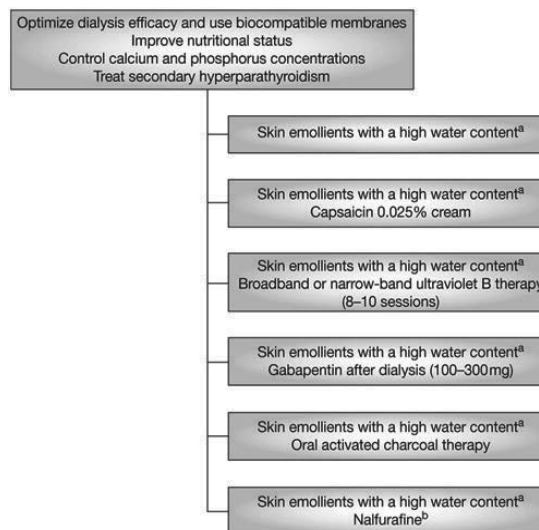 Optimize dialysis efficacy and use biocompatible membranes
Improve nutritional status
Control calcium and phosphorus concentrations
Treat secondary hyperparathyroidism
Skin emollients with a high water contentᵃ
Skin emollients with a high water contentᵃ
Capsaicin 0.025% cream
Skin emollients with a high water contentᵃ
Broadband or narrow-band ultraviolet B therapy
(8–10 sessions)
Skin emollients with a high water contentᵃ
Gabapentin after dialysis (100–300mg)
Skin emollients with a high water contentᵃ
Oral activated charcoal therapy
Skin emollients with a high water contentᵃ
Nalfurafineᵇ